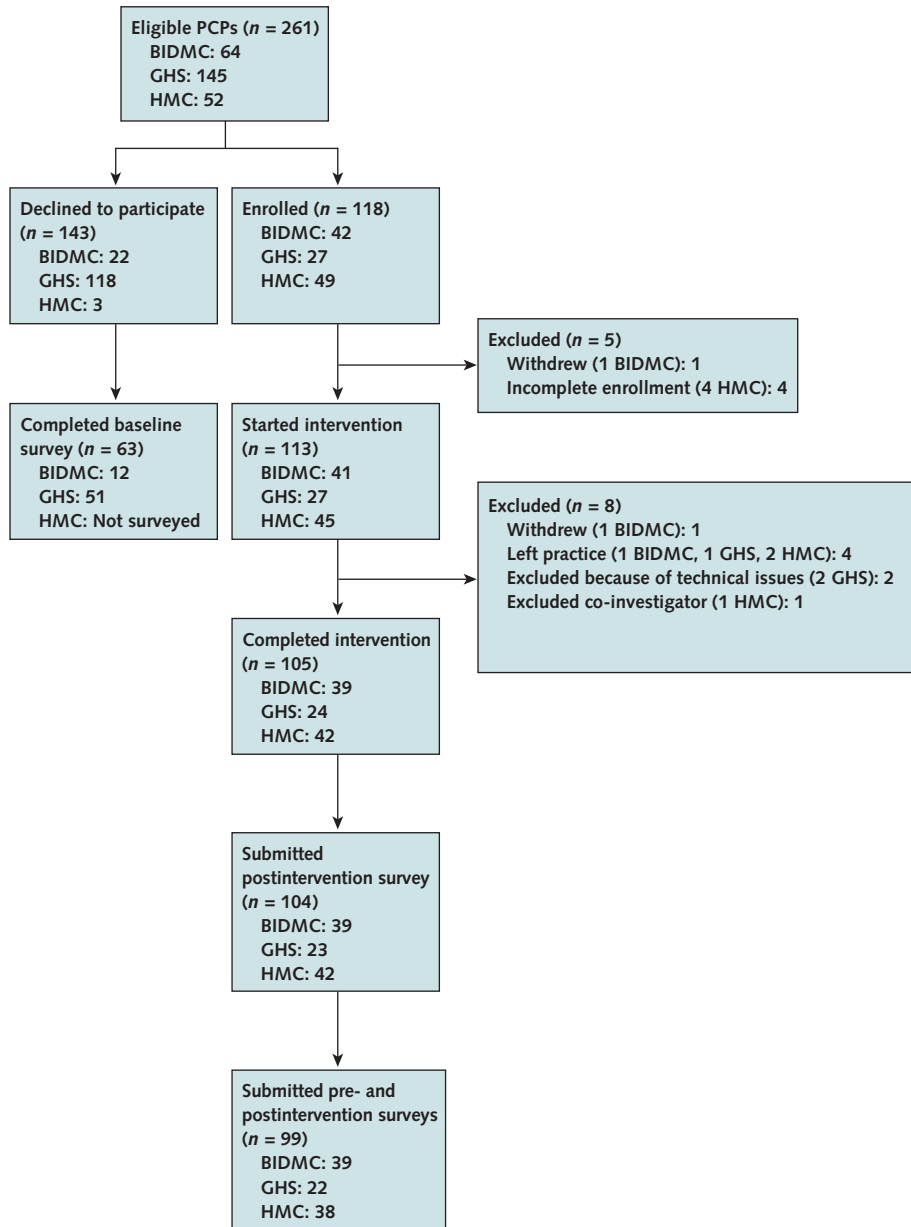 Eligible PCPs (n = 261)
BIDMC: 64
GHS: 145
HMC: 52
Declined to participate
(n = 143)
BIDMC: 22
GHS: 118
HMC: 3
Enrolled (n = 118)
BIDMC: 42
GHS: 27
HMC: 49
Excluded (n = 5)
Withdrew (1 BIDMC): 1
Incomplete enrollment (4 HMC): 4
Completed baseline
survey (n = 63)
BIDMC: 12
GHS: 51
HMC: Not surveyed
Started intervention
(n = 113)
BIDMC: 41
GHS: 27
HMC: 45
Excluded (n = 8)
Withdrew (1 BIDMC): 1
Left practice (1 BIDMC, 1 GHS, 2 HMC): 4
Excluded because of technical issues (2 GHS): 2
Excluded co-investigator (1 HMC): 1
Completed intervention
(n = 105)
BIDMC: 39
GHS: 24
HMC: 42
Submitted
postintervention survey
(n = 104)
BIDMC: 39
GHS: 23
HMC: 42
Submitted pre- and
postintervention surveys
(n = 99)
BIDMC: 39
GHS: 22
HMC: 38